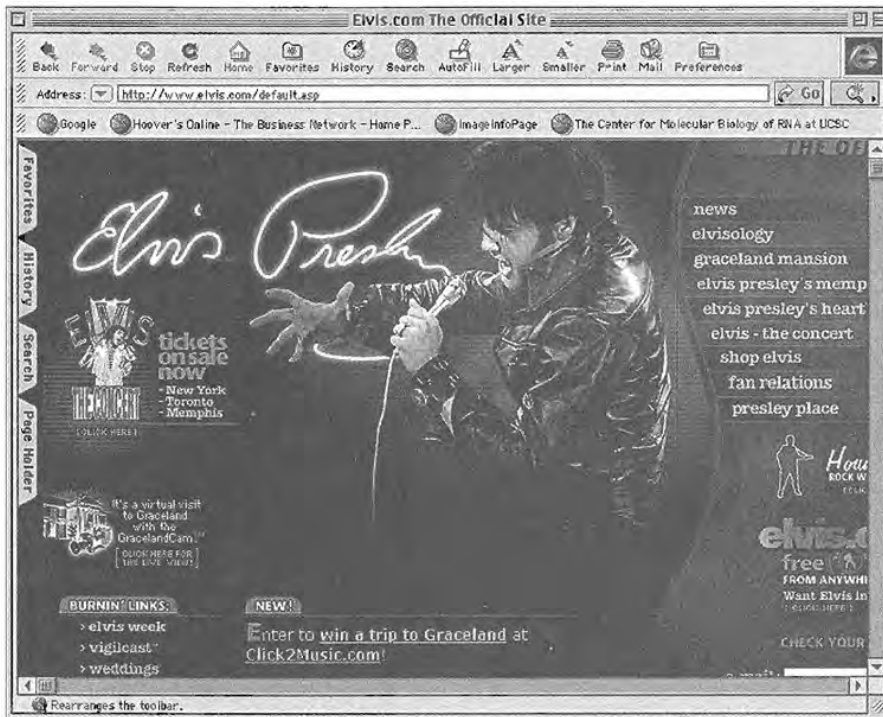 Elvis.com The Official Site
Back Forward Stop Refresh Home Favorites History Search AutoFill Larger Smaller Print Mail Preferences
Address: http://www.elvis.com/default.asp Go
Google Hoover's Online - The Business Network - Home P... ImageInfoPage The Center for Molecular Biology of RNA at UCSC
Favorites
History
Search
Page Holder
THE OFF
Elvis Presley
news
elvisology
graceland mansion
elvis presley's memp
elvis presley's heart
elvis - the concert
shop elvis
fan relations
presley place
ELVIS
THE CONCERT
[CLICK HERE]
tickets
on sale
now
- New York
- Toronto
- Memphis
ROCK W
It's a virtual visit
to Graceland
with the
GracelandCam!
[CLICK HERE FOR
THE LIVE VIEW!]
elvis.c
free
FROM ANYWH
Want Elvis in
[CLICK HERE]
CHECK YOUR
BURNIN' LINKS:
> elvis week
> vigilcast
> weddings
NEW!
Enter to win a trip to Graceland at
Click2Music.com!
Rearranges the toolbar.